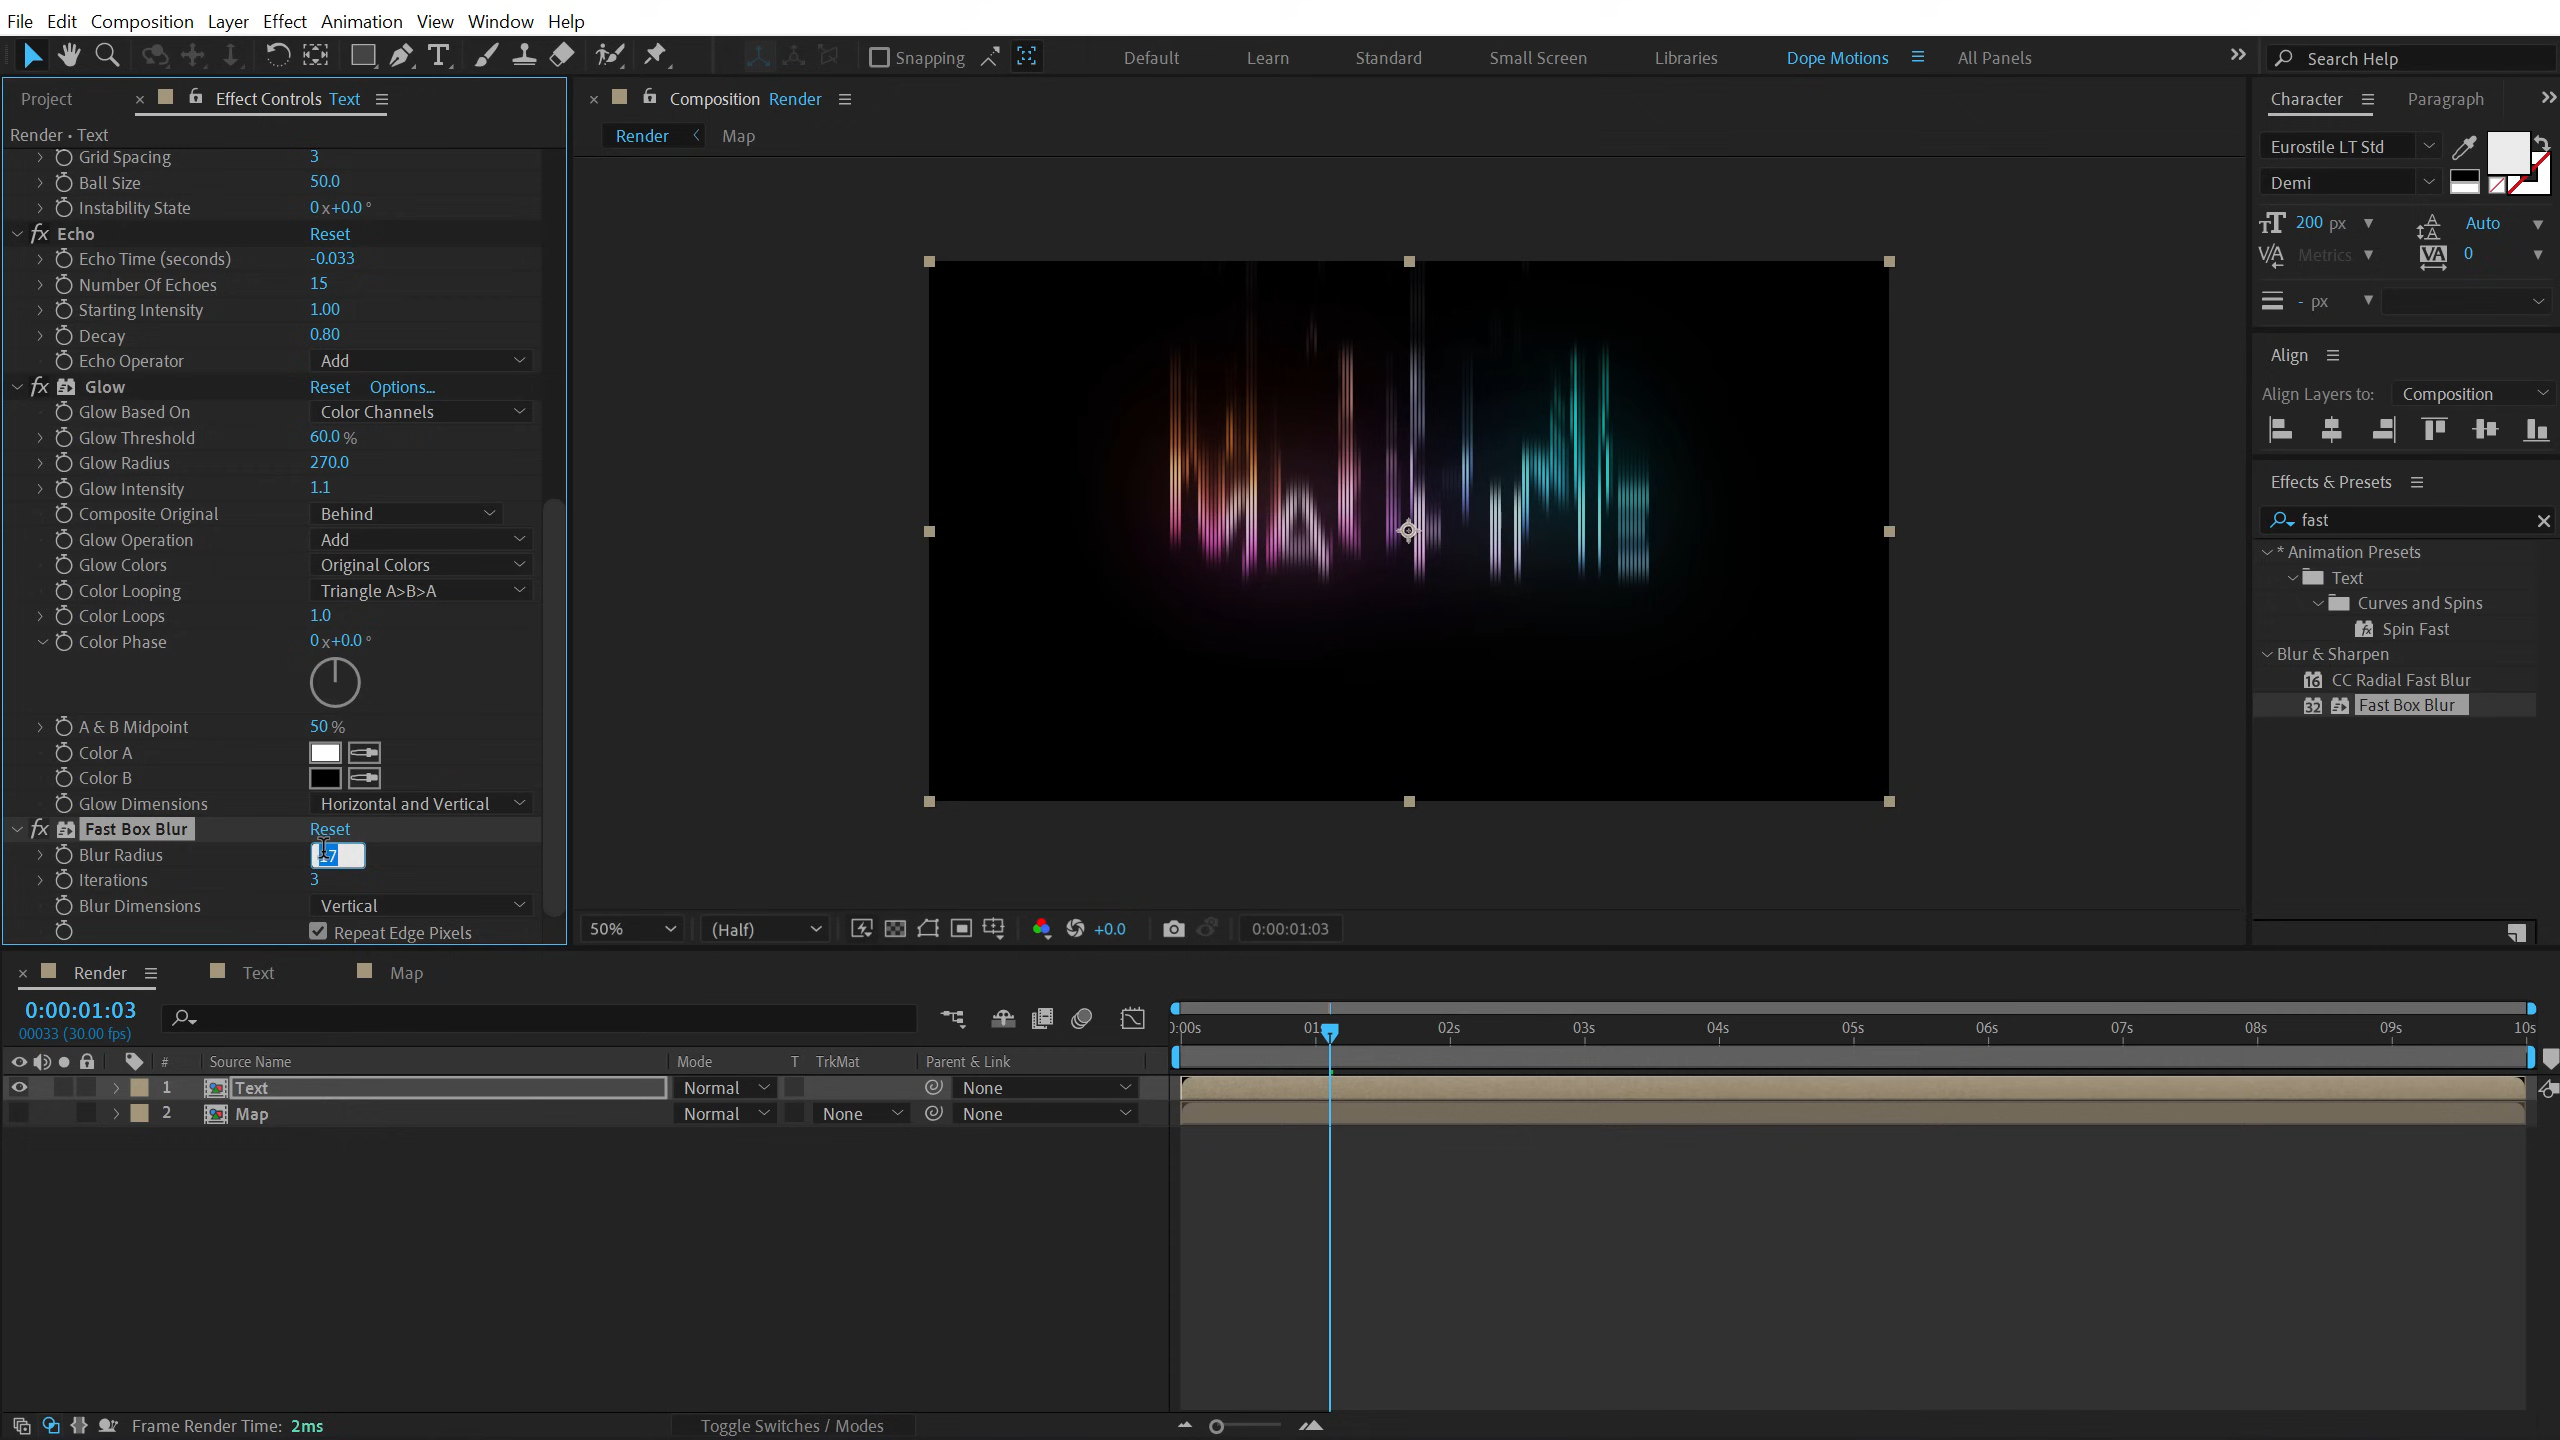 File Edit Composition Layer Effect Animation View Window Help
Snapping Default Learn Standard Small Screen Libraries Dope Motions All Panels Search Help
Project Effect Controls Text
Composition Render
Character Paragraph
Render • Text
Render Map
Grid Spacing 3
Ball Size 50.0
Instability State 0 x+0.0 °
Echo Reset
Echo Time (seconds) -0.033
Number Of Echoes 15
Starting Intensity 1.00
Decay 0.80
Echo Operator Add
Glow Reset Options...
Glow Based On Color Channels
Glow Threshold 60.0 %
Glow Radius 270.0
Glow Intensity 1.1
Composite Original Behind
Glow Operation Add
Glow Colors Original Colors
Color Looping Triangle A>B>A
Color Loops 1.0
Color Phase 0 x+0.0 °
A & B Midpoint 50 %
Color A
Color B
Glow Dimensions Horizontal and Vertical
Fast Box Blur Reset
Blur Radius 17
Iterations 3
Blur Dimensions Vertical
Repeat Edge Pixels
50% (Half) +0.0 0:00:01:03
Eurostile LT Std
Demi
200 px Auto
Metrics 0
- px
Align
Align Layers to: Composition
Effects & Presets
fast
* Animation Presets
Text
Curves and Spins
Spin Fast
Blur & Sharpen
16 CC Radial Fast Blur
32 Fast Box Blur
Render Text Map
0:00:01:03
00033 (30.00 fps)
):00s 01s 02s 03s 04s 05s 06s 07s 08s 09s 10s
# Source Name Mode T TrkMat Parent & Link
1 Text Normal None
2 Map Normal None None
Frame Render Time: 2ms Toggle Switches / Modes